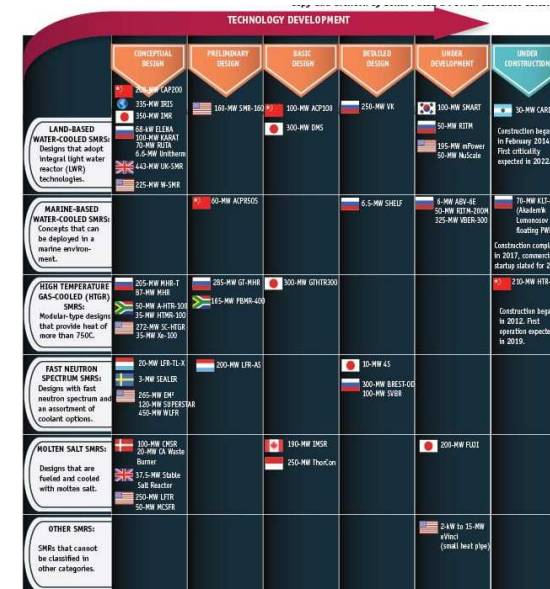 TECHNOLOGY DEVELOPMENT
CONCEPTUAL
DESIGN
PRELIMINARY
DESIGN
BASIC
DESIGN
DETAILED
DESIGN
UNDER
DEVELOPMENT
UNDER
CONSTRUCTION
LAND-BASED
WATER-COOLED SMRS:
Designs that adopt
integral light water
reactor (LWR)
technologies.
200-MW CAP200
335-MW IRIS
350-MW IMR
68-kW ELENA
100-MW KARAT
70-MW RUTA
6.6-MW Unitherm
443-MW UK-SMR
225-MW W-SMR
160-MW SMR-160
100-MW ACP100
300-MW DMS
250-MW VK
100-MW SMART
50-MW RITM
195-MW mPower
50-MW NuScale
30-MW CARE
Construction bega
in February 2014.
First criticality
expected in 2022.
MARINE-BASED
WATER-COOLED SMRS:
Concepts that can
be deployed in a
marine environ-
ment.
60-MW ACPR50S
6.5-MW SHELF
6-MW ABV-6E
50-MW RITM-200M
325-MW VBER-300
70-MW KLT-4
(Akademik
Lomonosov
floating PWR
Construction compl
in 2017, commerci
startup slated for 2
HIGH TEMPERATURE
GAS-COOLED (HTGR)
SMRS:
Modular-type designs
that provide heat of
more than 750C.
205-MW MHR-T
87-MW MHR
50-MW A-HTR-100
35-MW HTMR-100
272-MW SC-HTGR
35-MW Xe-100
285-MW GT-MHR
165-MW PBMR-400
300-MW GTHTR300
210-MW HTR-
Construction bega
in 2012. First
operation expecte
in 2019.
FAST NEUTRON
SPECTRUM SMRS:
Designs with fast
neutron spectrum and
an assortment of
coolant options.
20-MW LFR-TL-X
3-MW SEALER
265-MW EM²
120-MW SUPERSTAR
450-MW WLFR
200-MW LFR-AS
10-MW 4S
300-MW BREST-OD
100-MW SVBR
MOLTEN SALT SMRS:
Designs that are
fueled and cooled
with molten salt.
100-MW CMSR
20-MW CA Waste
Burner
37.5-MW Stable
Salt Reactor
250-MW LFTR
50-MW MCSFR
190-MW IMSR
250-MW ThorCon
200-MW FUJI
OTHER SMRS:
SMRs that cannot
be classified in
other categories.
2-kW to 15-MW
eVinci
(small heat pipe)